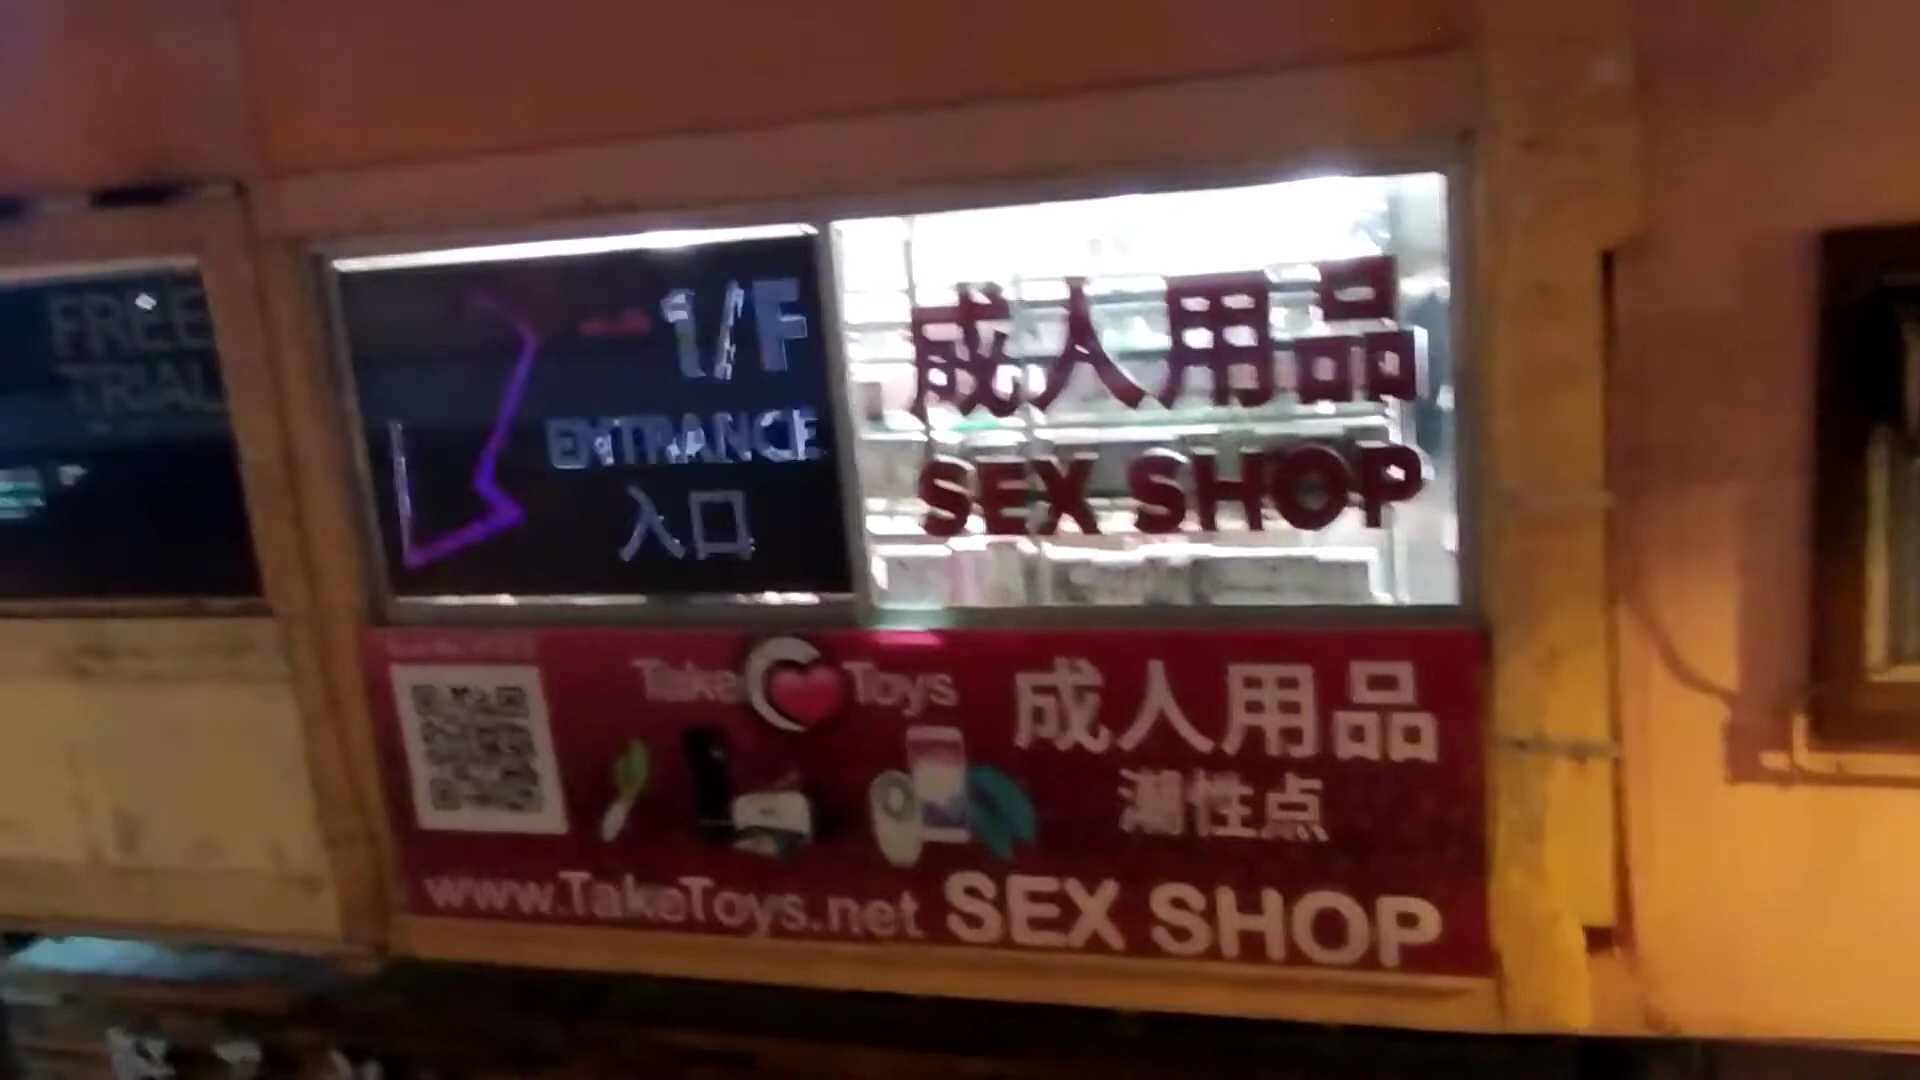 FREE
TRIAL
1/F
ENTRANCE
入口
成人用品
SEX SHOP
Take Toys
成人用品
潮性点
www.TakeToys.net
SEX SHOP